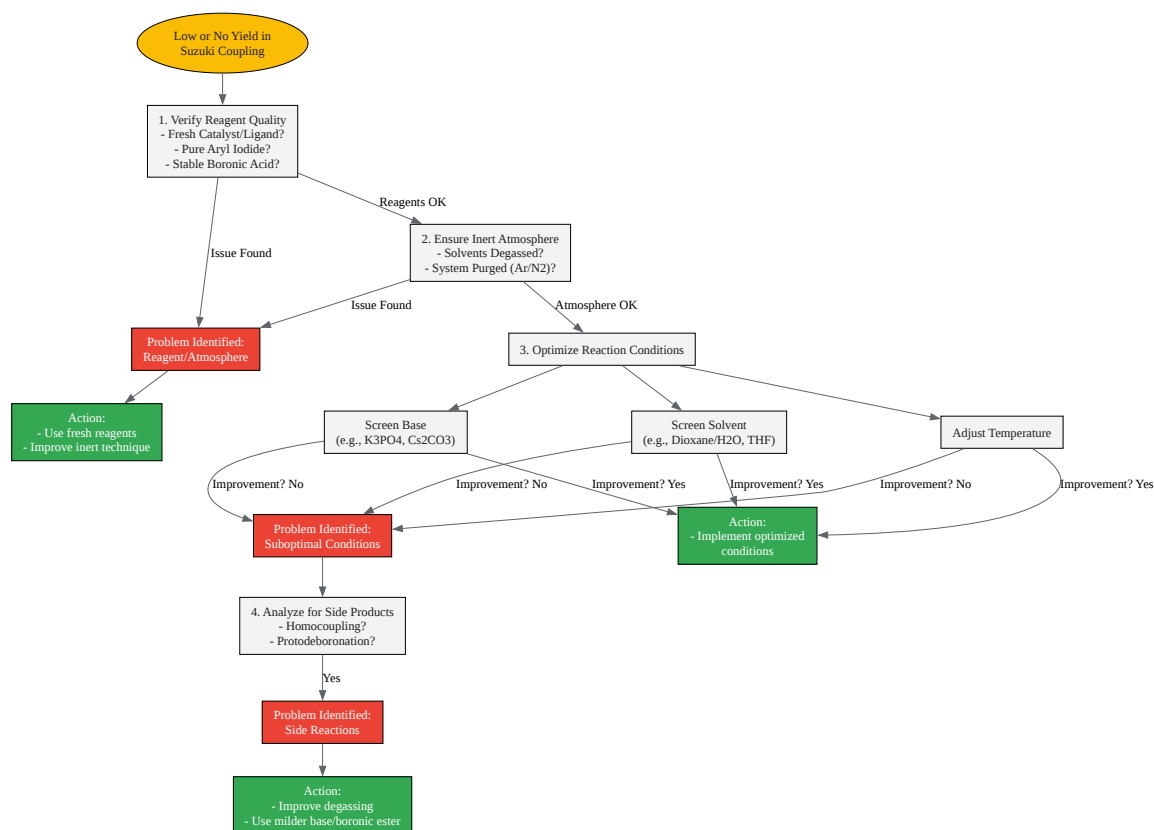 Low or No Yield in
Suzuki Coupling
1. Verify Reagent Quality
- Fresh Catalyst/Ligand?
- Pure Aryl Iodide?
- Stable Boronic Acid?
Reagents OK
2. Ensure Inert Atmosphere
- Solvents Degassed?
- System Purged (Ar/N2)?
Issue Found
Issue Found
Atmosphere OK
Problem Identified:
Reagent/Atmosphere
3. Optimize Reaction Conditions
Action:
- Use fresh reagents
- Improve inert technique
Screen Base
(e.g., K3PO4, Cs2CO3)
Screen Solvent
(e.g., Dioxane/H2O, THF)
Adjust Temperature
Improvement? No
Improvement? No
Improvement? Yes
Improvement? Yes
Improvement? No
Improvement? Yes
Problem Identified:
Suboptimal Conditions
Action:
- Implement optimized
conditions
4. Analyze for Side Products
- Homocoupling?
- Protodeboronation?
Yes
Problem Identified:
Side Reactions
Action:
- Improve degassing
- Use milder base/boronic ester